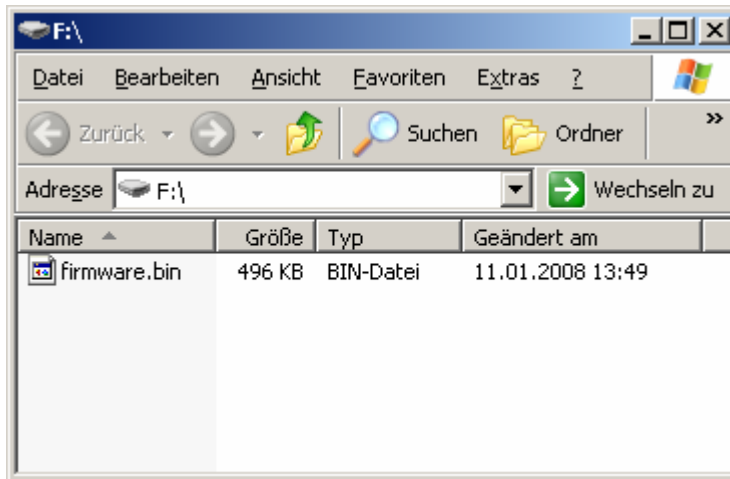 F:\
Datei Bearbeiten Ansicht Favoriten Extras ?
Zurück Suchen Ordner »
Adresse F:\ Wechseln zu
Name Größe Typ Geändert am
firmware.bin 496 KB BIN-Datei 11.01.2008 13:49